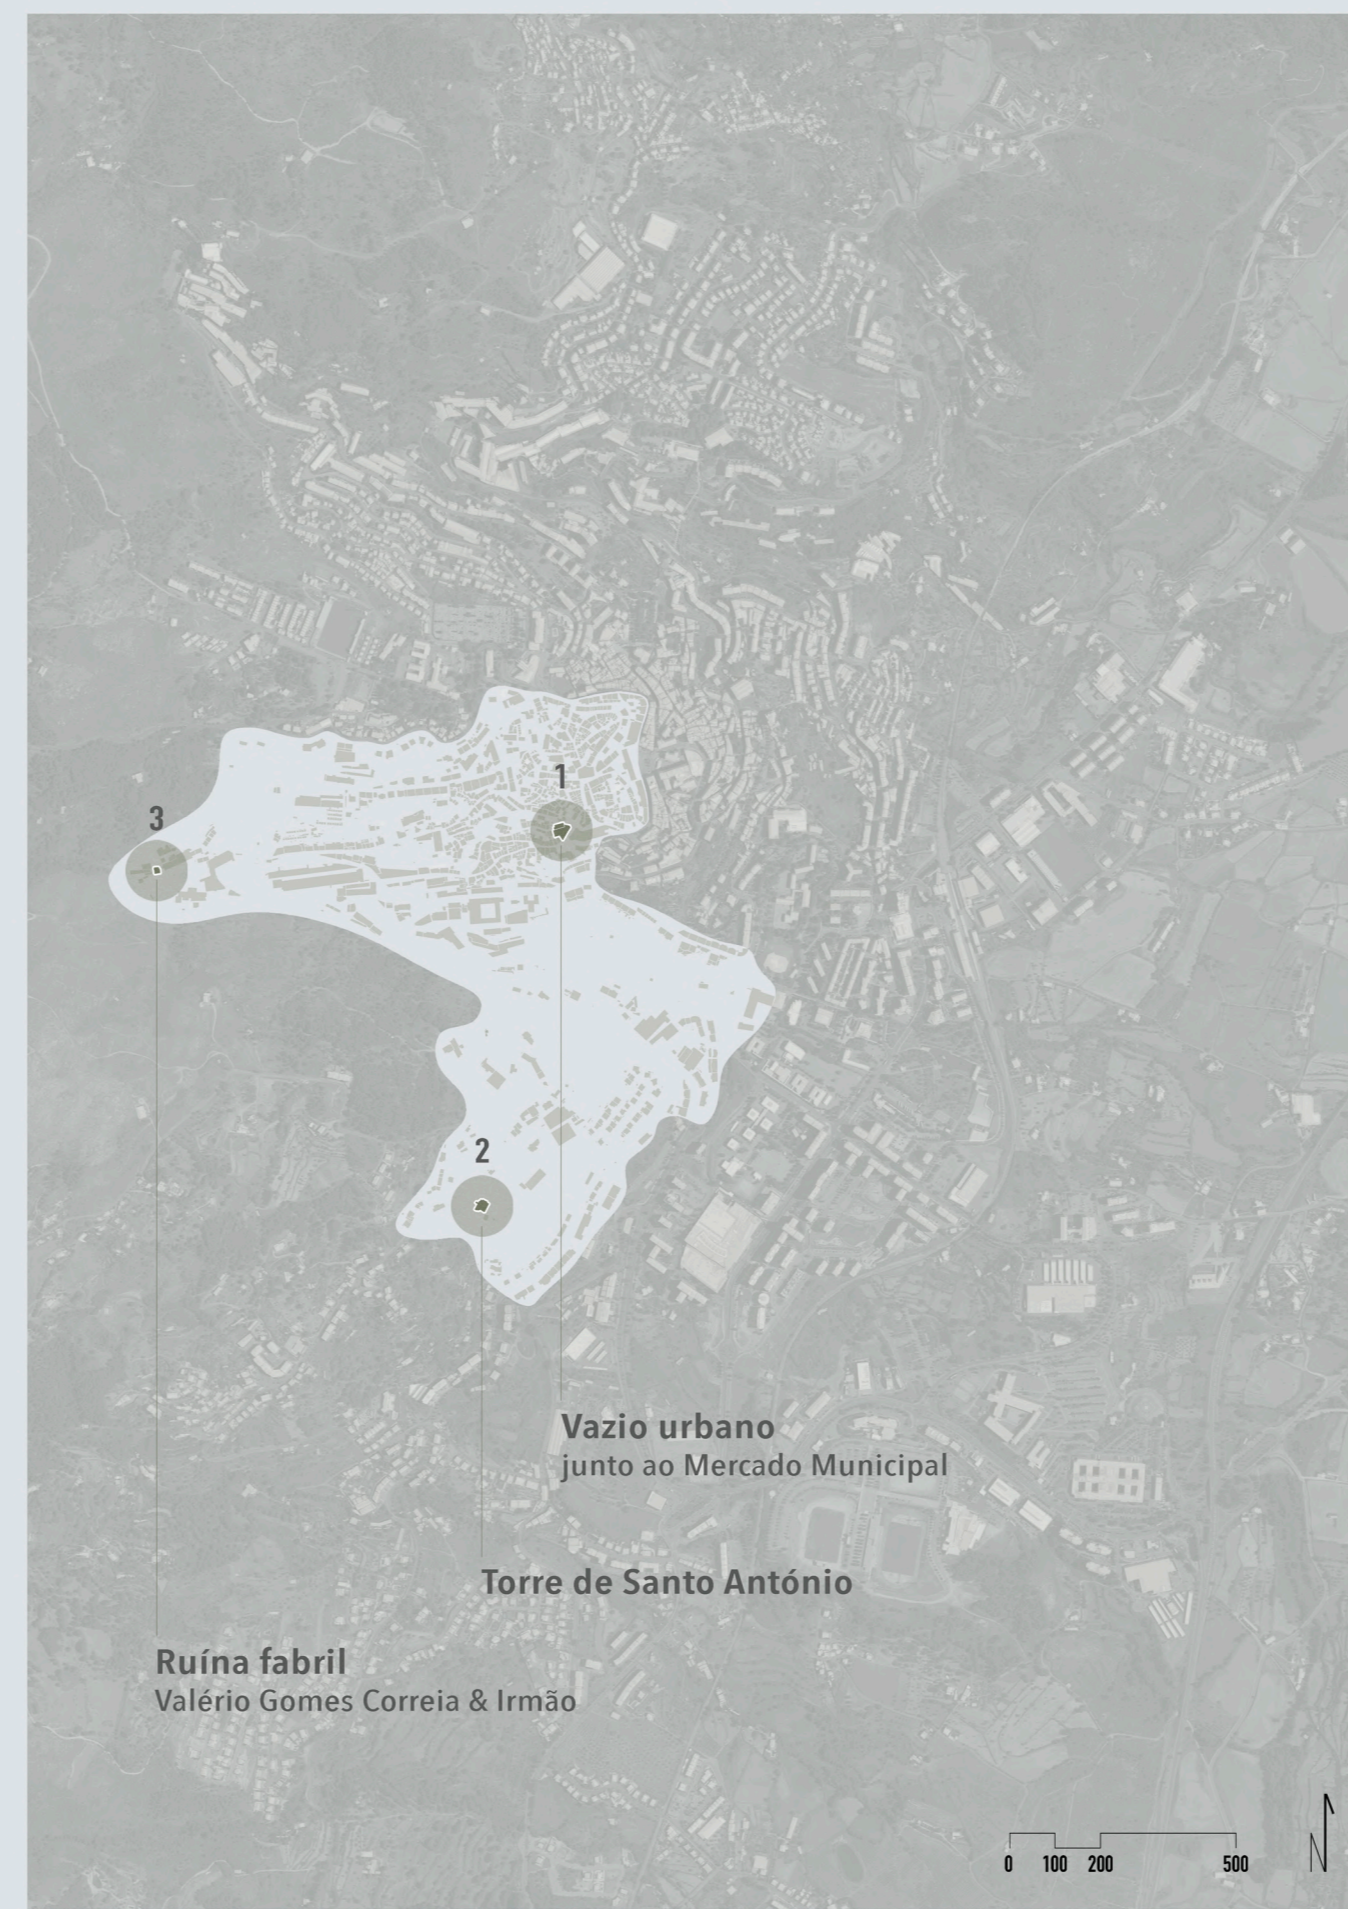 1
3
2
Vazio urbano
junto ao Mercado Municipal
Torre de Santo António
Ruína fabril
Valério Gomes Correia & Irmão
0 100 200 500
N